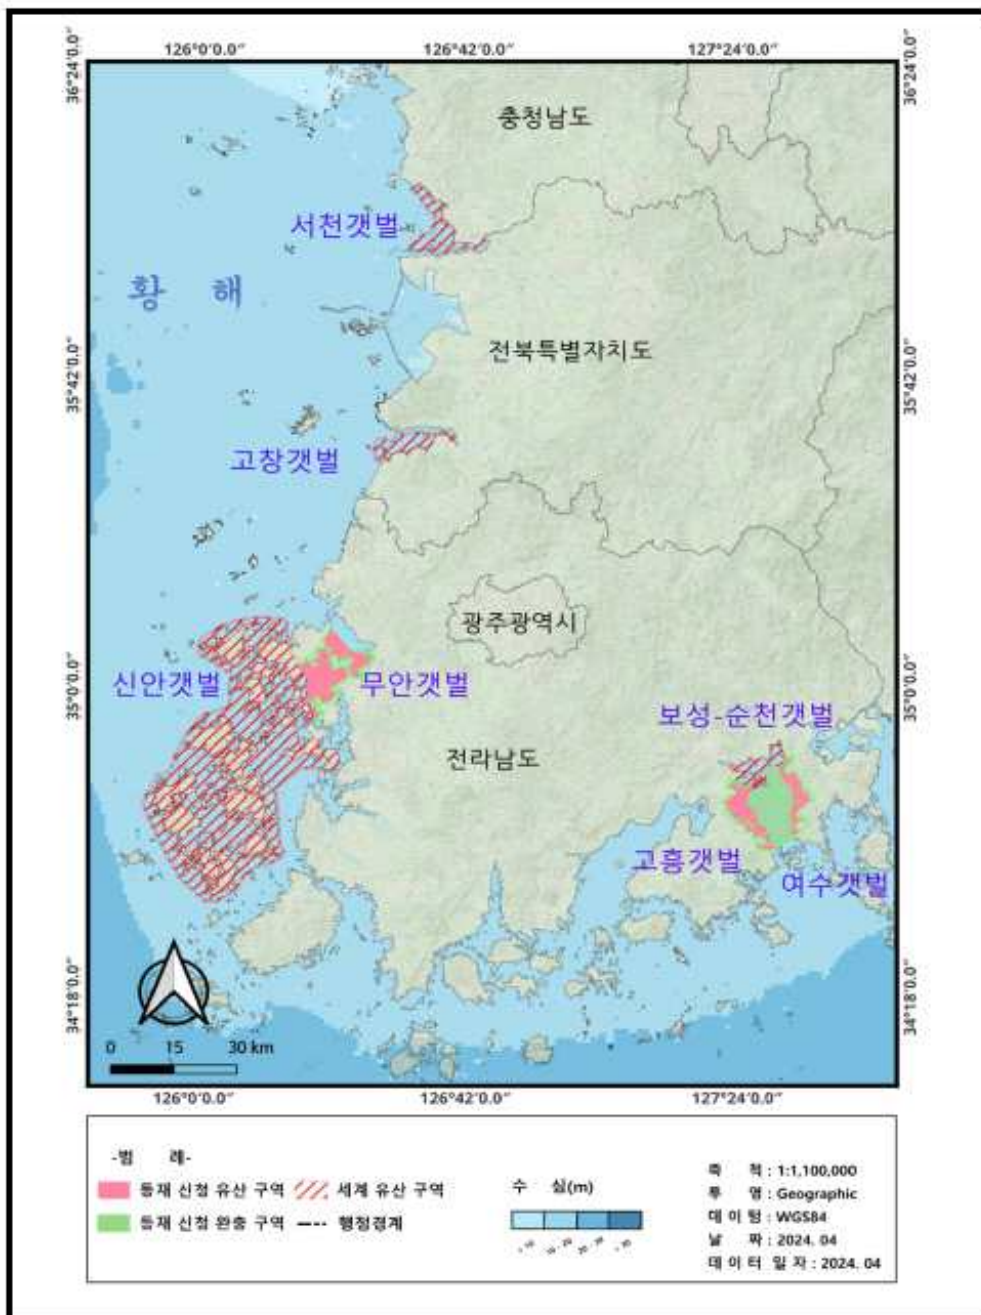 126°0′0.0″ 126°42′0.0″ 127°24′0.0″
36°24′0.0″ 36°24′0.0″
충청남도
서천갯벌
황 해
전북특별자치도
35°42′0.0″ 35°42′0.0″
고창갯벌
광주광역시
신안갯벌 무안갯벌
35°0′0.0″ 35°0′0.0″
보성-순천갯벌
전라남도
고흥갯벌
여수갯벌
34°18′0.0″ 34°18′0.0″
0 15 30 km
126°0′0.0″ 126°42′0.0″ 127°24′0.0″
-범 례-
등재 신청 유산 구역 세계 유산 구역
등재 신청 완충 구역 행정경계
수 심(m)
축 척 : 1:1,100,000
투 영 : Geographic
데 이 텀 : WGS84
날 짜 : 2024. 04
데 이 터 일 자 : 2024. 04